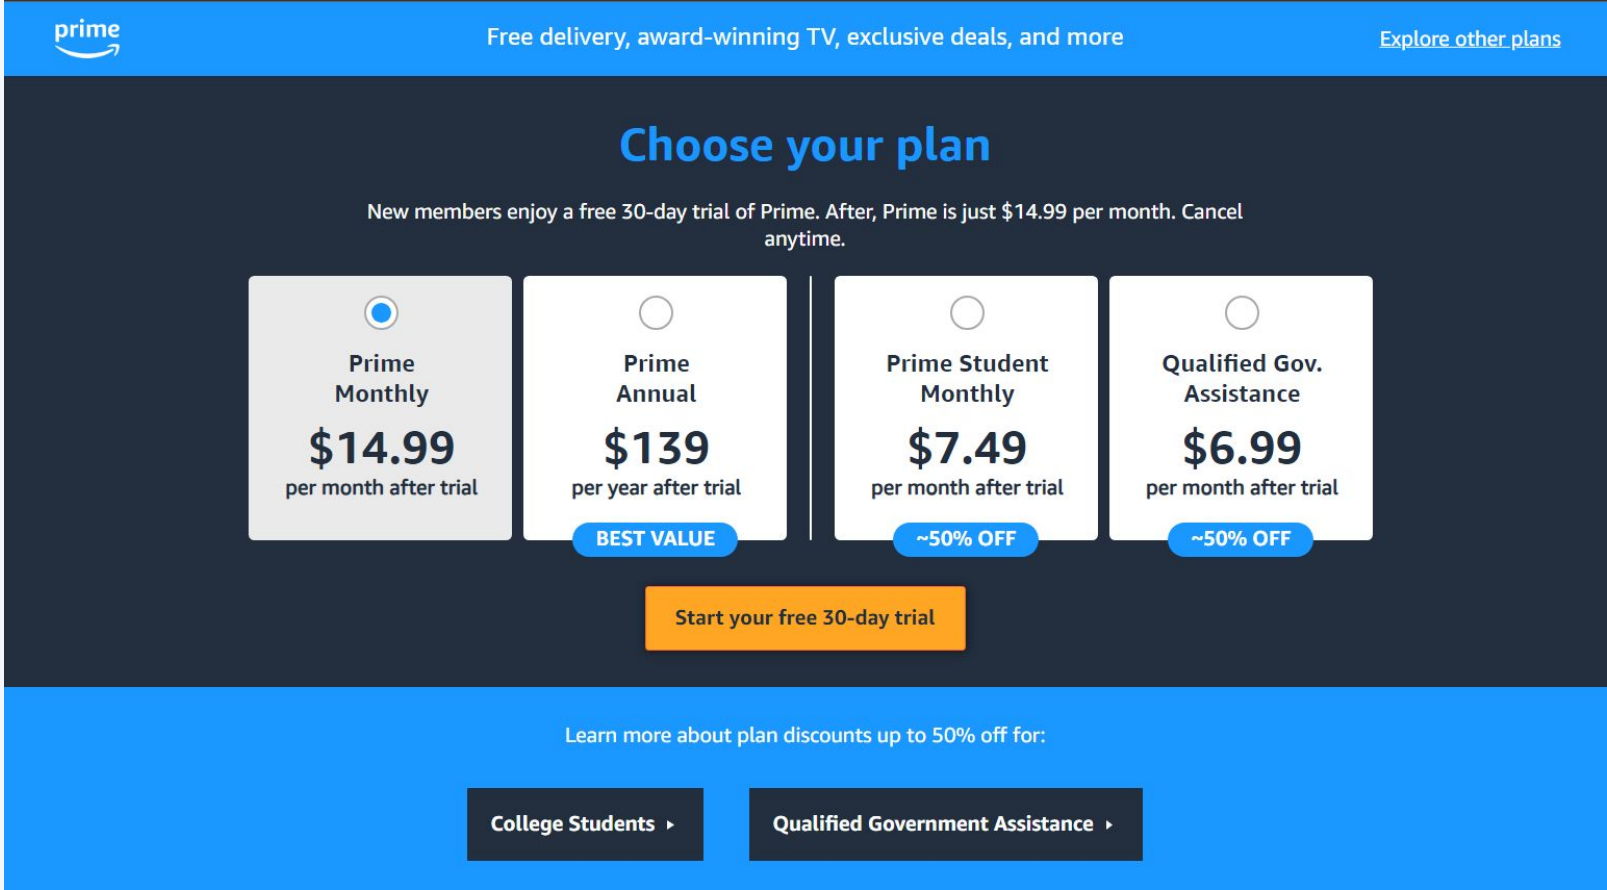 prime
Free delivery, award-winning TV, exclusive deals, and more
Explore other plans
Choose your plan
New members enjoy a free 30-day trial of Prime. After, Prime is just $14.99 per month. Cancel
anytime.
Prime
Monthly
$14.99
per month after trial
Prime
Annual
$139
per year after trial
BEST VALUE
Prime Student
Monthly
$7.49
per month after trial
~50% OFF
Qualified Gov.
Assistance
$6.99
per month after trial
~50% OFF
Start your free 30-day trial
Learn more about plan discounts up to 50% off for:
College Students
Qualified Government Assistance